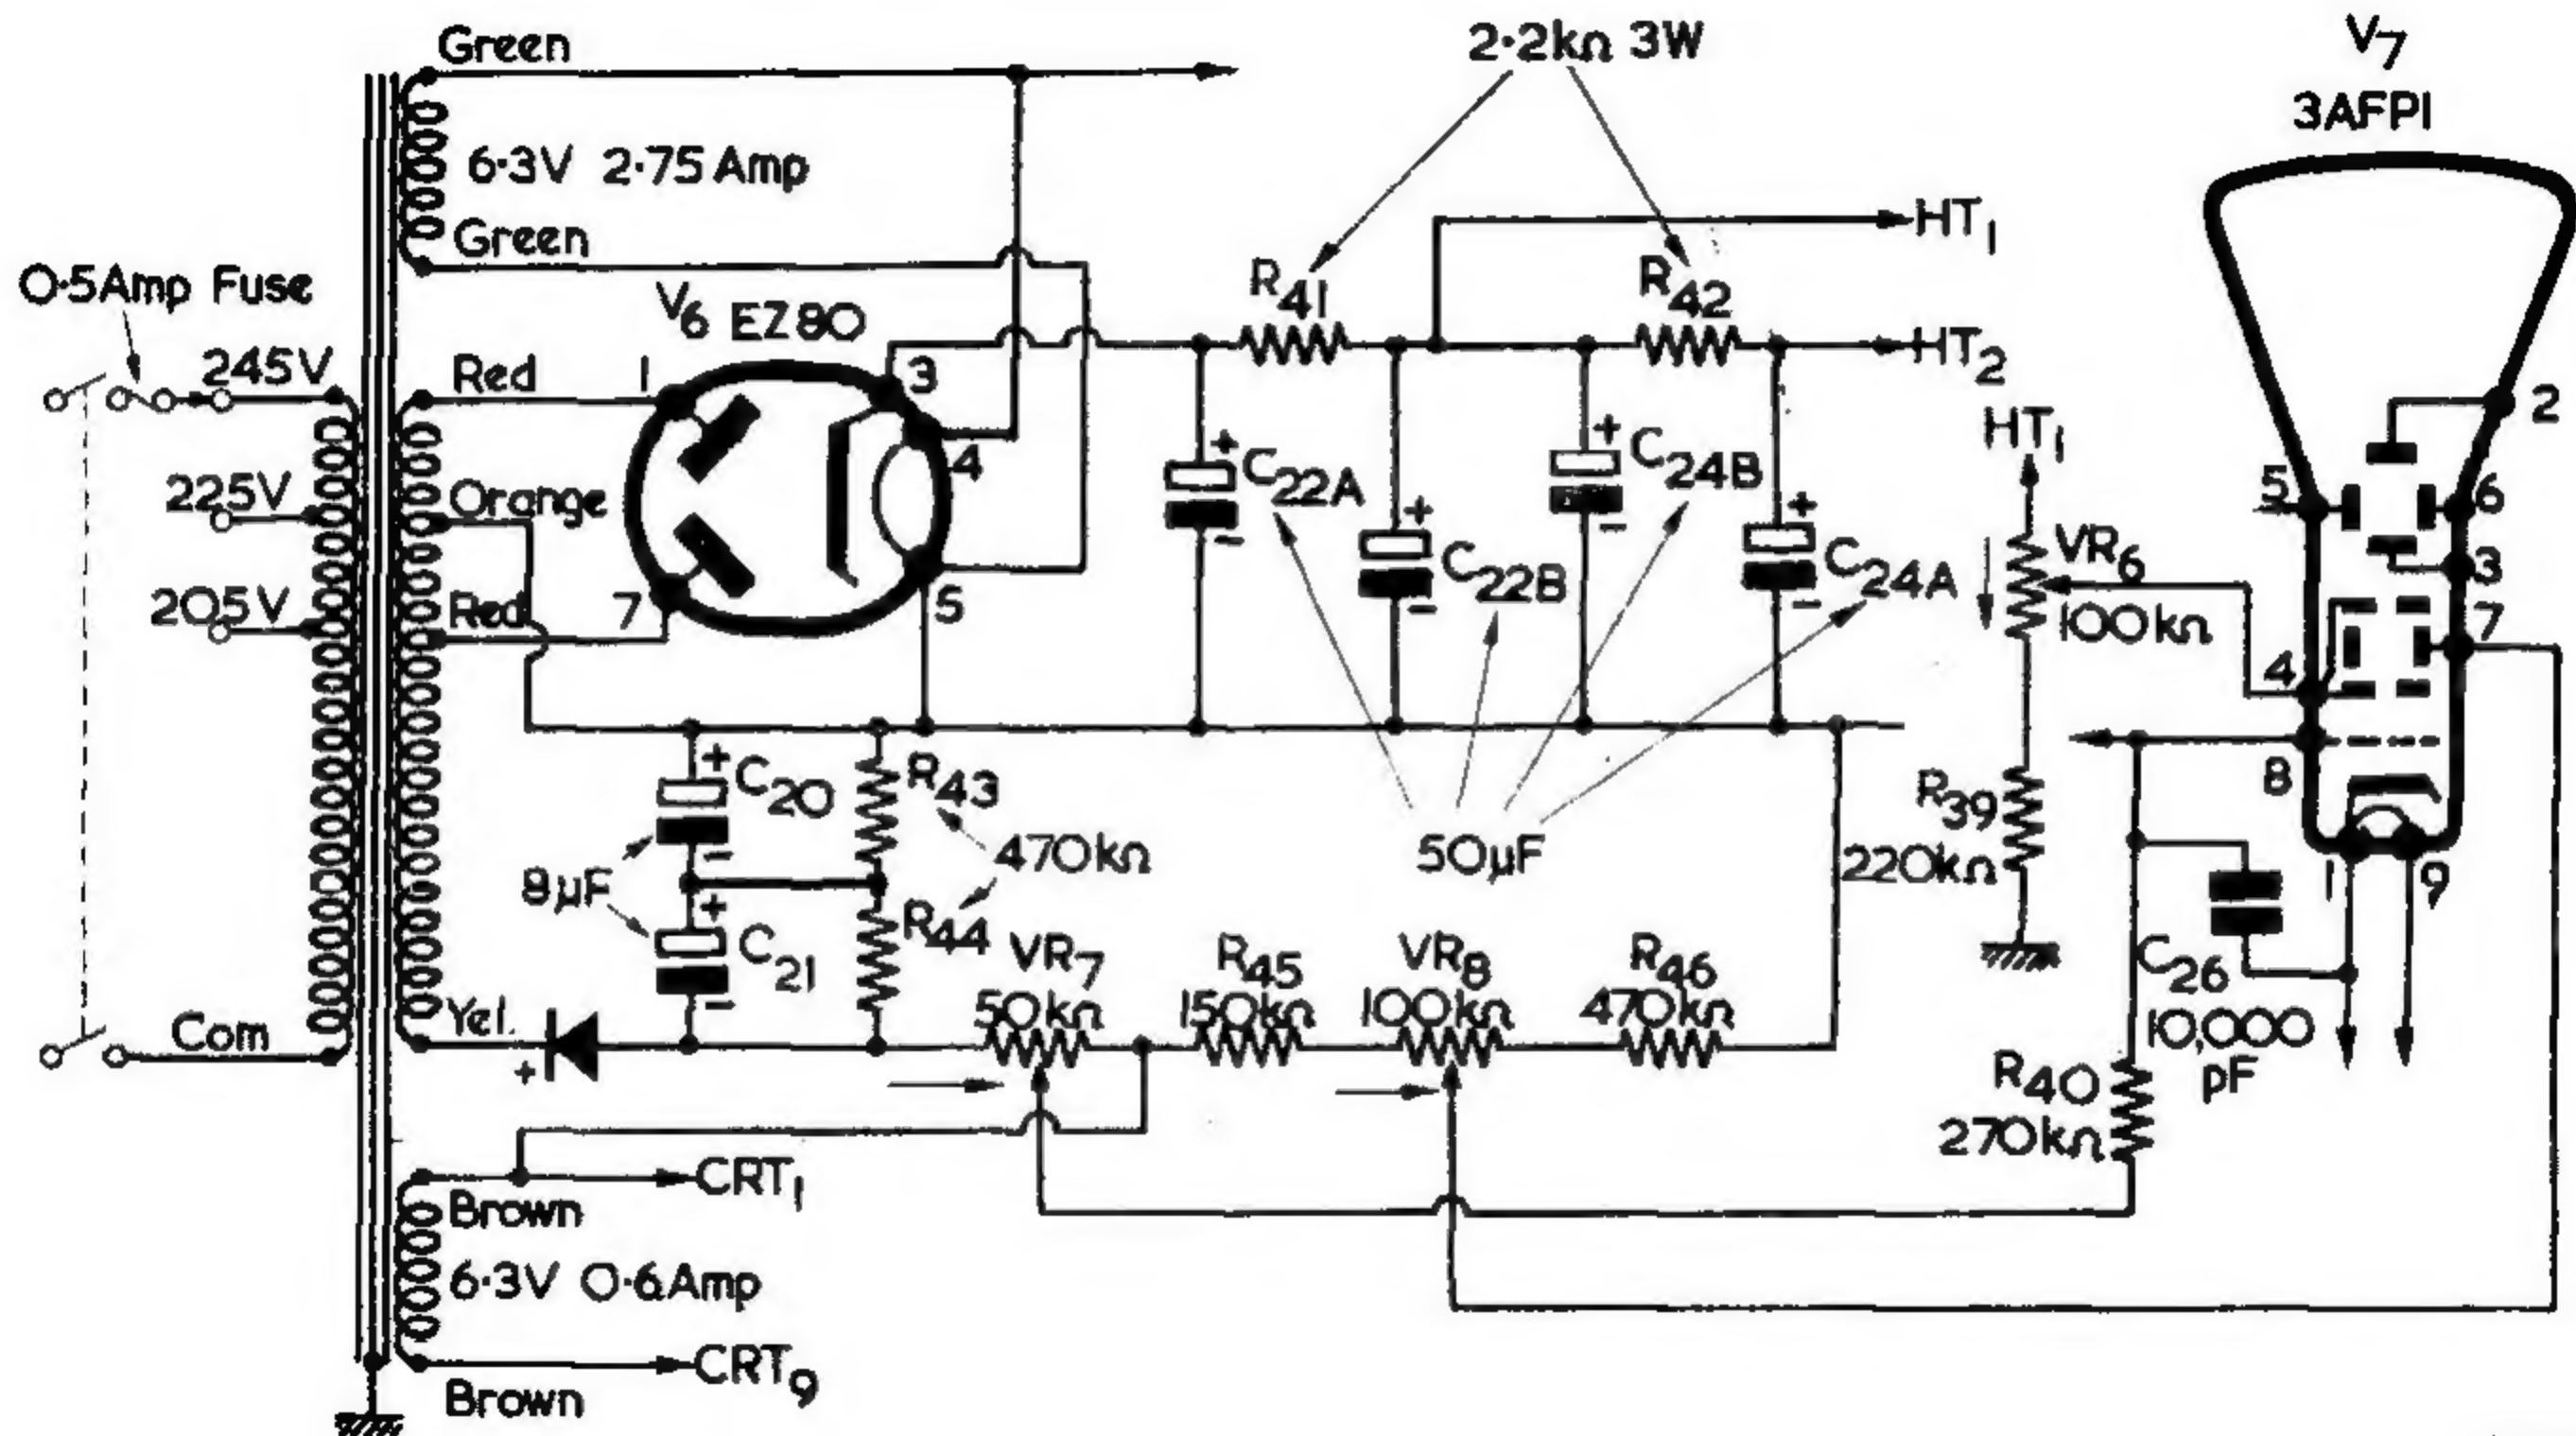 Green
6·3V 2·75 Amp
Green
0·5Amp Fuse
245V
225V
205V
Com
Red
Orange
Red
Yel.
+
Brown
6·3V 0·6Amp
Brown
CRT1
CRT9
V6 EZ80
1
3
4
5
7
2·2kΩ 3W
R41
R42
HT1
HT2
+
C22A
-
+
C22B
-
+
C24B
-
+
C24A
-
50µF
+
C20
-
8µF
+
C21
-
R43
470kΩ
R44
VR7
50kΩ
R45
150kΩ
VR8
100kΩ
R46
470kΩ
HT1
VR6
100kΩ
R39
220kΩ
V7
3AFP1
2
5
6
3
7
4
8
1
9
C26
10,000
pF
R40
270kΩ